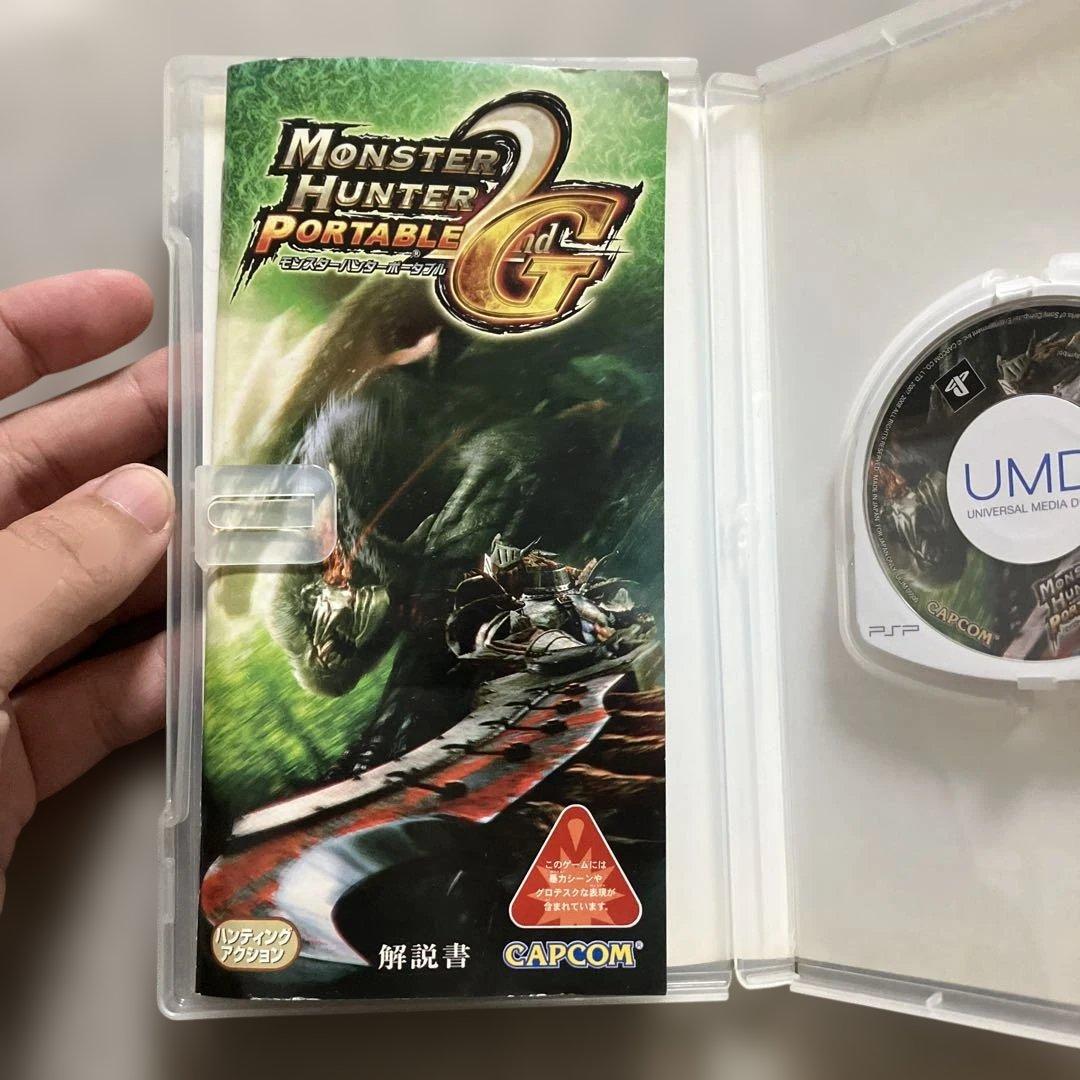 MONSTER
HUNTER
PORTABLE 2nd G
モンスターハンターポータブル
このゲームには
暴力シーンや
グロテスクな表現が
含まれています。
ハンティング
アクション
解説書
CAPCOM
UMD
UNIVERSAL MEDIA D
CAPCOM
PSP